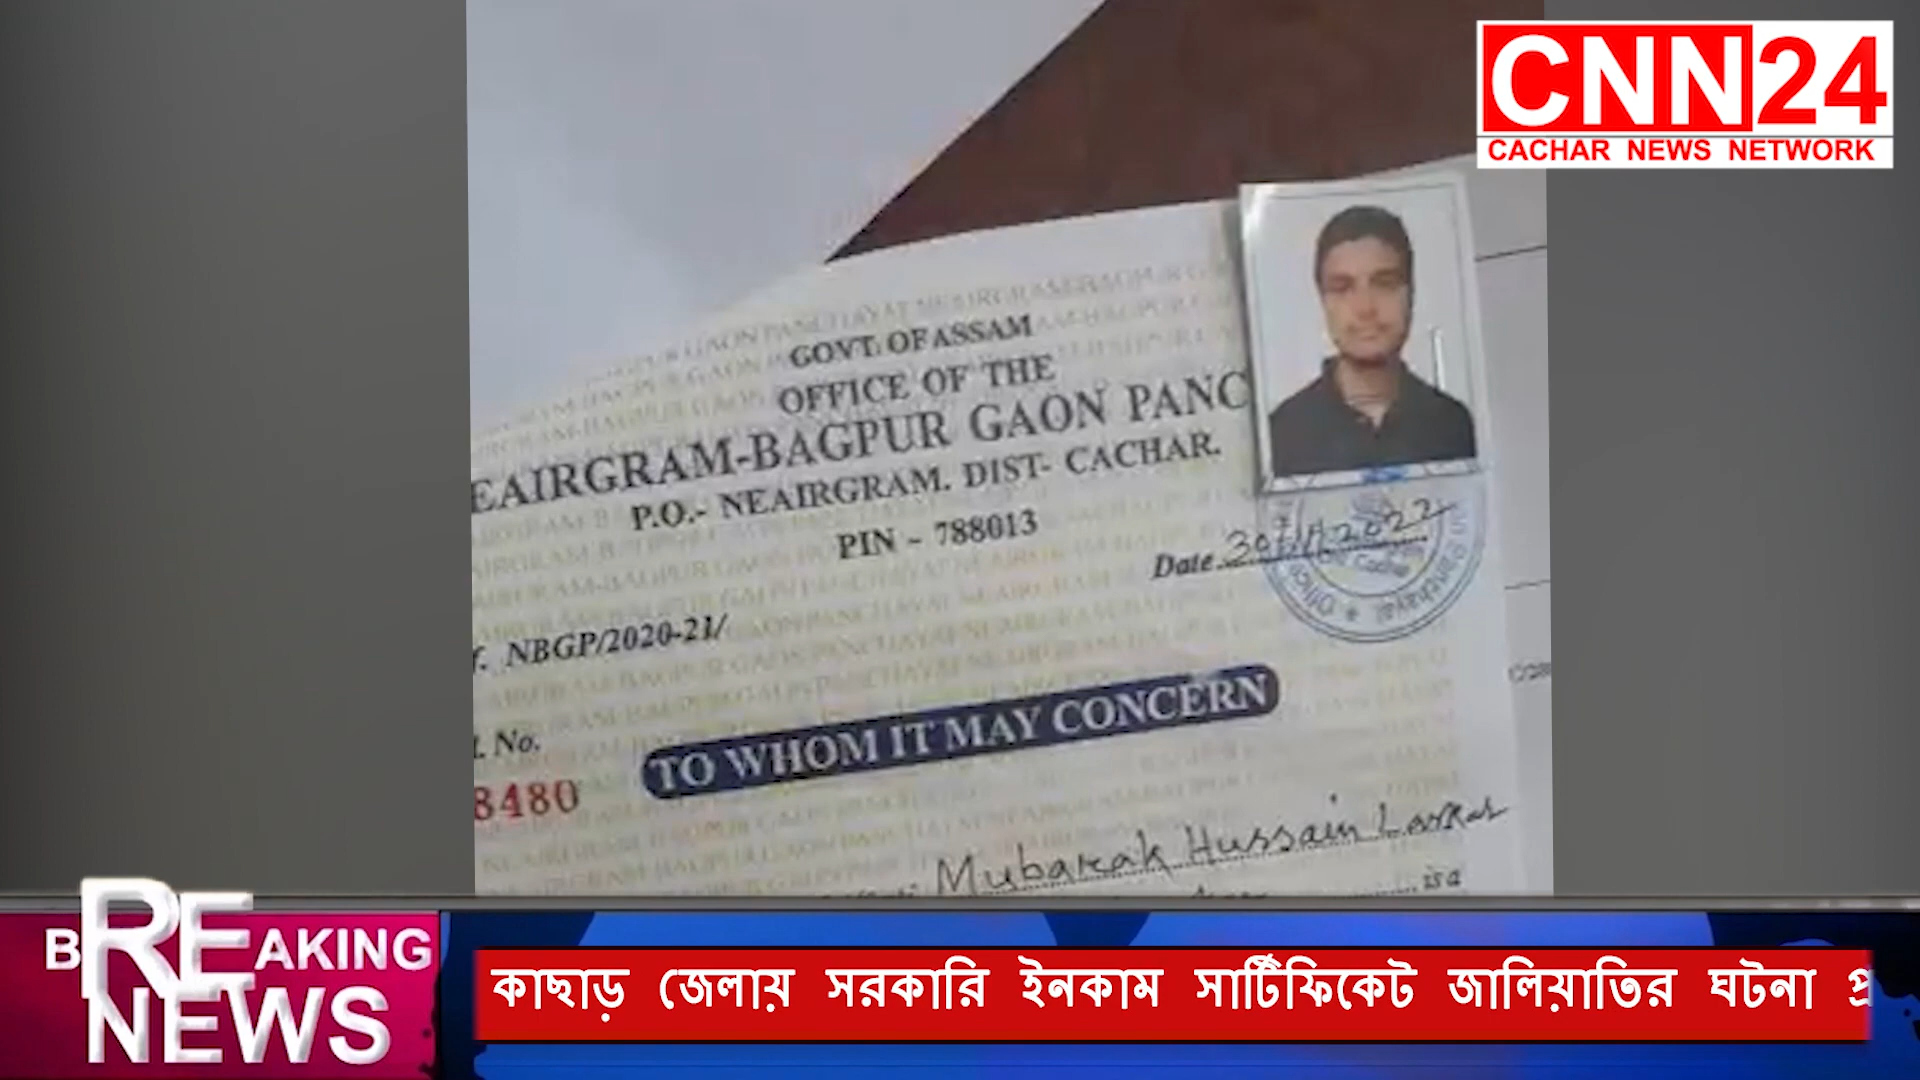 CNN24
CACHAR NEWS NETWORK
GOVT. OF ASSAM
OFFICE OF THE
EAIRGRAM-BAGPUR GAON PANC
P.O.- NEAIRGRAM. DIST- CACHAR.
PIN - 788013
Date 30/11/2022
f. NBGP/2020-21/
TO WHOM IT MAY CONCERN
t. No.
8480
Mubarak Hussain Laskar
is a
BREAKING
NEWS
কাছাড় জেলায় সরকারি ইনকাম সার্টিফিকেট জালিয়াতির ঘটনা প্র